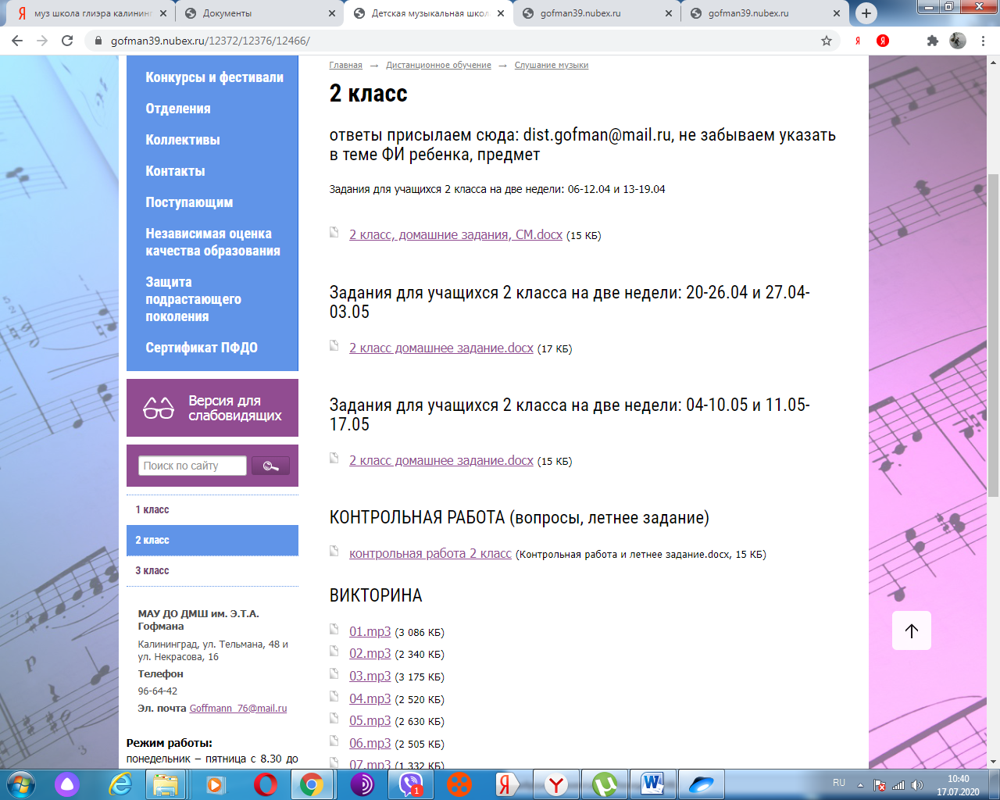 муз школа глиэра калининг
Документы
Детская музыкальная школ
gofman39.nubex.ru
gofman39.nubex.ru
gofman39.nubex.ru/12372/12376/12466/
Конкурсы и фестивали
Отделения
Коллективы
Контакты
Поступающим
Независимая оценка
качества образования
Защита
подрастающего
поколения
Сертификат ПФДО
Версия для
слабовидящих
Поиск по сайту
1 класс
2 класс
3 класс
МАУ ДО ДМШ им. Э.Т.А.
Гофмана
Калининград, ул. Тельмана, 48 и
ул. Некрасова, 16
Телефон
96-64-42
Эл. почта Goffmann_76@mail.ru
Режим работы:
понедельник – пятница с 8.30 до
Главная → Дистанционное обучение → Слушание музыки
2 класс
ответы присылаем сюда: dist.gofman@mail.ru, не забываем указать
в теме ФИ ребенка, предмет
Задания для учащихся 2 класса на две недели: 06-12.04 и 13-19.04
2 класс, домашние задания, СМ.docx (15 КБ)
Задания для учащихся 2 класса на две недели: 20-26.04 и 27.04-
03.05
2 класс домашнее задание.docx (17 КБ)
Задания для учащихся 2 класса на две недели: 04-10.05 и 11.05-
17.05
2 класс домашнее задание.docx (15 КБ)
КОНТРОЛЬНАЯ РАБОТА (вопросы, летнее задание)
контрольная работа 2 класс (Контрольная работа и летнее задание.docx, 15 КБ)
ВИКТОРИНА
01.mp3 (3 086 КБ)
02.mp3 (2 340 КБ)
03.mp3 (3 175 КБ)
04.mp3 (2 520 КБ)
05.mp3 (2 630 КБ)
06.mp3 (2 505 КБ)
07.mp3 (1 332 КБ)
RU
10:40
17.07.2020